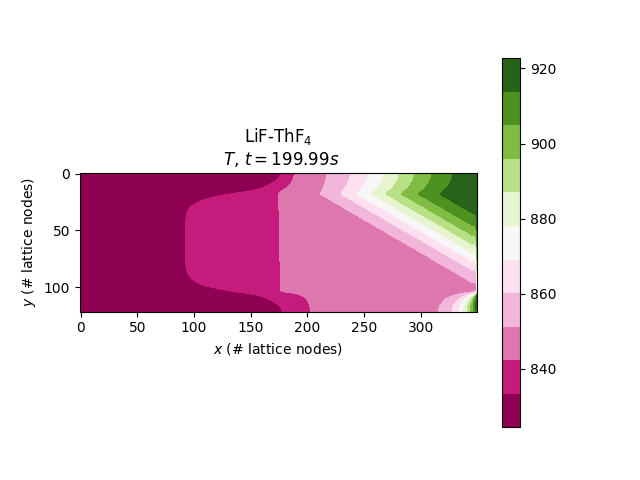 LiF-ThF₄
T, t = 199.99s
920
900
880
860
840
0
50
100
y (# lattice nodes)
0 50 100 150 200 250 300
x (# lattice nodes)